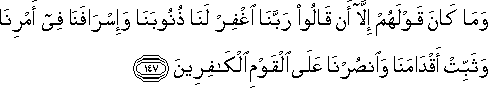 وَمَا كَانَ قَوْلَهُمْ إِلَّآ أَن قَالُوا۟ رَبَّنَا ٱغْفِرْ لَنَا ذُنُوبَنَا وَإِسْرَافَنَا فِىٓ أَمْرِنَا
وَثَبِّتْ أَقْدَامَنَا وَٱنصُرْنَا عَلَى ٱلْقَوْمِ ٱلْكَـٰفِرِينَ ﴿١٤٧﴾